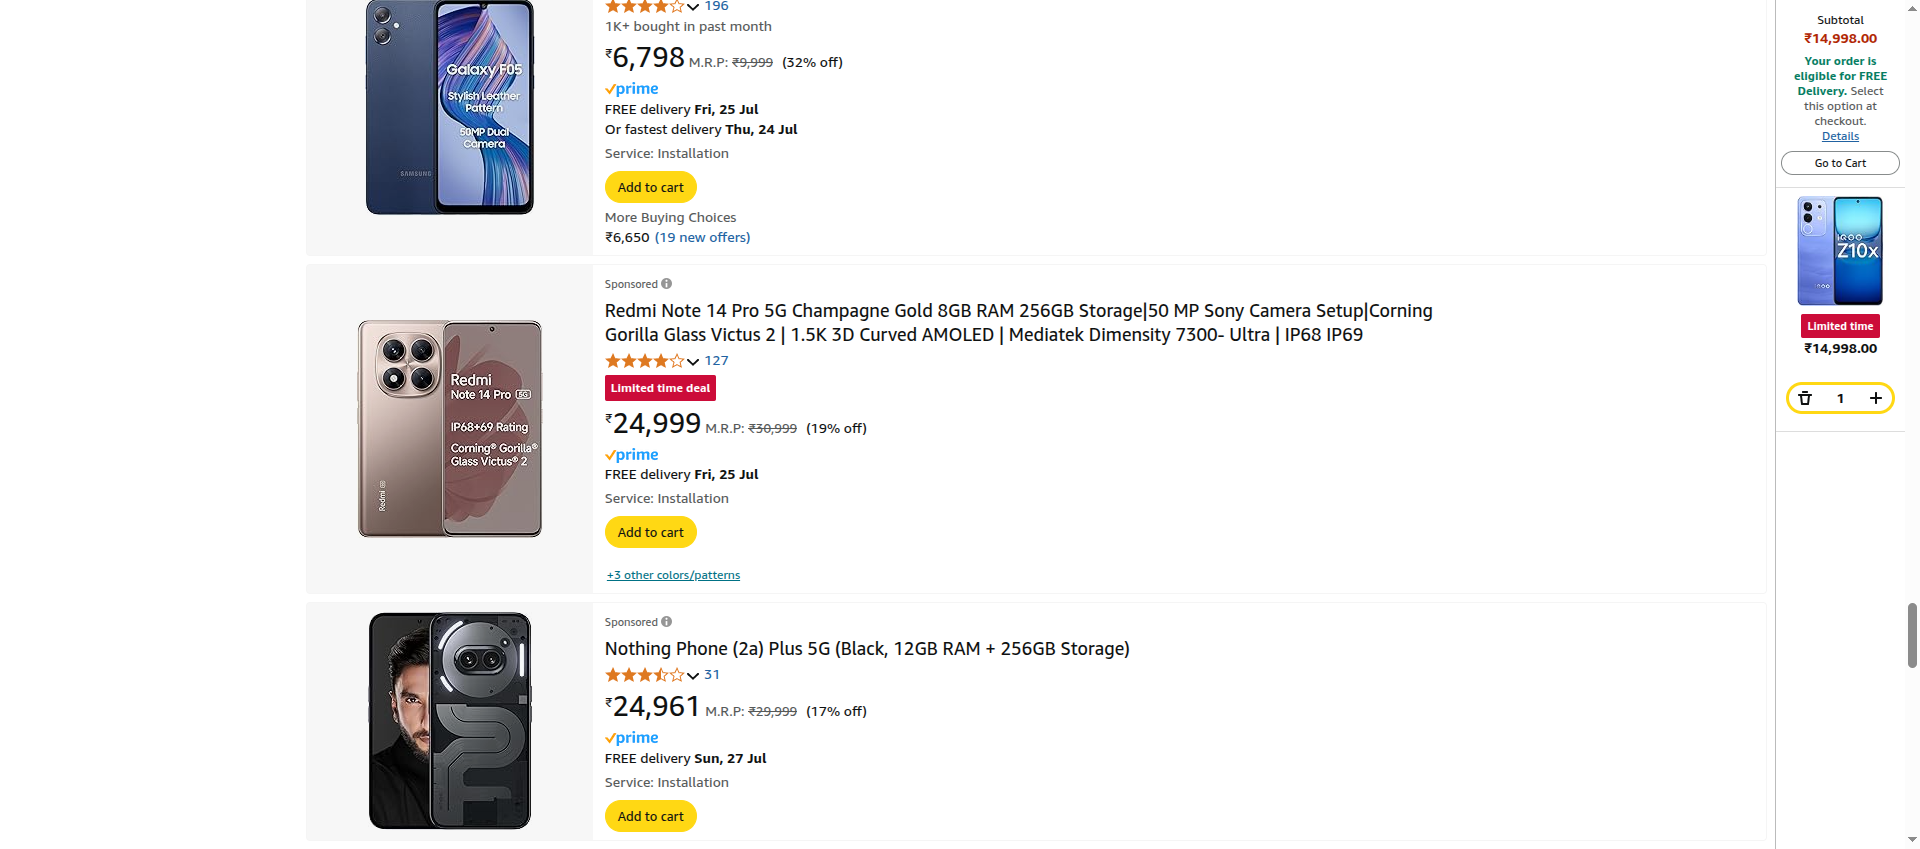 196
1K+ bought in past month
₹6,798 M.R.P: ₹9,999 (32% off)
prime
FREE delivery Fri, 25 Jul
Or fastest delivery Thu, 24 Jul
Service: Installation
Add to cart
More Buying Choices
₹6,650 (19 new offers)
Galaxy F05
Stylish Leather
Pattern
50MP Dual
Camera
SAMSUNG
Sponsored
Redmi Note 14 Pro 5G Champagne Gold 8GB RAM 256GB Storage|50 MP Sony Camera Setup|Corning
Gorilla Glass Victus 2 | 1.5K 3D Curved AMOLED | Mediatek Dimensity 7300- Ultra | IP68 IP69
127
Limited time deal
₹24,999 M.R.P: ₹30,999 (19% off)
prime
FREE delivery Fri, 25 Jul
Service: Installation
Add to cart
+3 other colors/patterns
Redmi
Note 14 Pro 5G
IP68+69 Rating
Corning® Gorilla®
Glass Victus® 2
Redmi
Sponsored
Nothing Phone (2a) Plus 5G (Black, 12GB RAM + 256GB Storage)
31
₹24,961 M.R.P: ₹29,999 (17% off)
prime
FREE delivery Sun, 27 Jul
Service: Installation
Add to cart
Subtotal
₹14,998.00
Your order is
eligible for FREE
Delivery. Select
this option at
checkout.
Details
Go to Cart
iQOO
Z10x
iQOO
Limited time
₹14,998.00
1